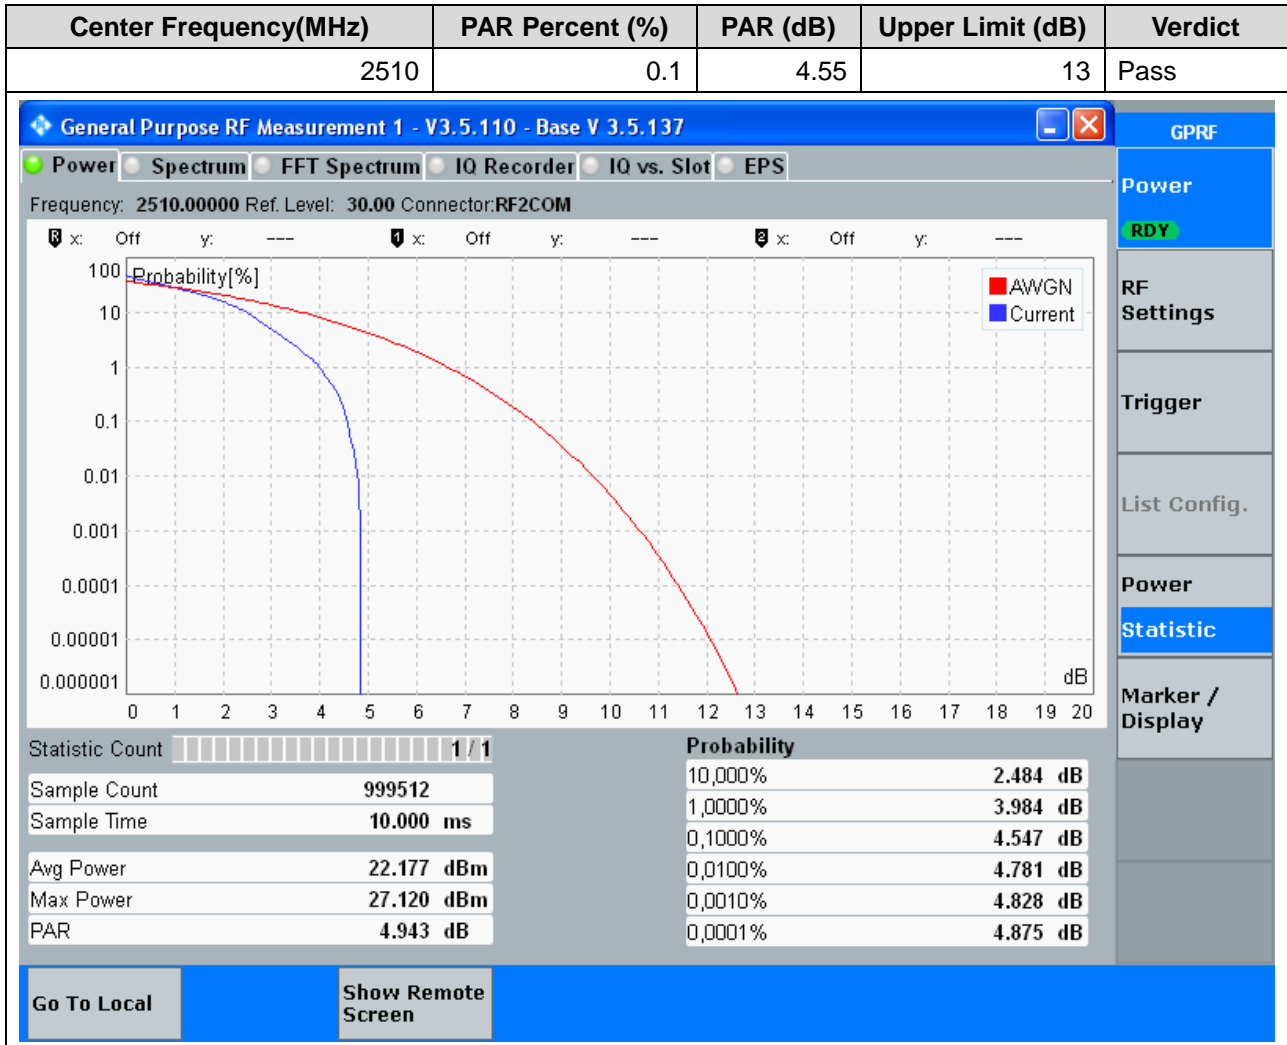 Center Frequency(MHz) PAR Percent (%) PAR (dB) Upper Limit (dB) Verdict
2510 0.1 4.55 13 Pass
General Purpose RF Measurement 1 - V3.5.110 - Base V 3.5.137
GPRF
Power Spectrum FFT Spectrum IQ Recorder IQ vs. Slot EPS
Frequency: 2510.00000 Ref. Level: 30.00 Connector:RF2COM
R x: Off y: --- 1 x: Off y: --- 2 x: Off y: ---
Probability[%]
AWGN
Current
100
10
1
0.1
0.01
0.001
0.0001
0.00001
0.000001
dB
0 1 2 3 4 5 6 7 8 9 10 11 12 13 14 15 16 17 18 19 20
Statistic Count 1 / 1
Sample Count 999512
Sample Time 10.000 ms
Avg Power 22.177 dBm
Max Power 27.120 dBm
PAR 4.943 dB
Probability
10,000% 2.484 dB
1,0000% 3.984 dB
0,1000% 4.547 dB
0,0100% 4.781 dB
0,0010% 4.828 dB
0,0001% 4.875 dB
Power
RDY
RF
Settings
Trigger
List Config.
Power
Statistic
Marker /
Display
Go To Local
Show Remote
Screen